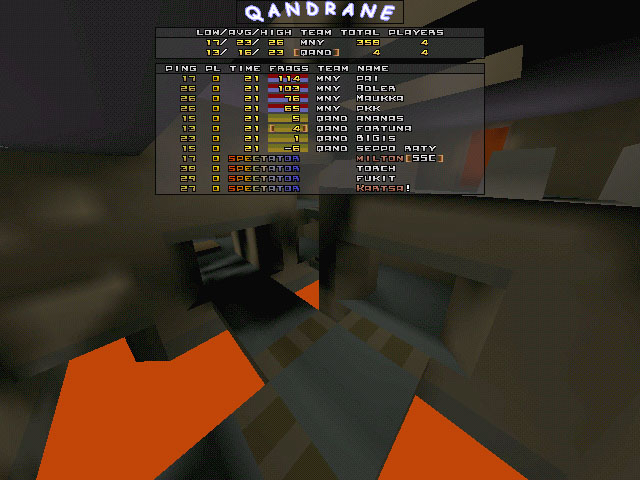 QANDRANE
LOW/AVG/HIGH TEAM TOTAL PLAYERS
17/ 23/ 26 MNY 358 4
13/ 16/ 23 [QAND] 4 4
PING PL TIME FRAGS TEAM NAME
17 0 21 114 MNY PAI
26 0 21 103 MNY ADLER
26 0 21 76 MNY MAUKKA
26 0 21 65 MNY PKK
15 0 21 5 QAND ANANAS
13 0 21 [ 4] QAND FORTUNA
23 0 21 1 QAND BIGIS
15 0 21 -6 QAND SEPPO RATY
17 0 SPECTATOR MILTON[SSC]
38 0 SPECTATOR TORCH
29 0 SPECTATOR FUKIT
27 0 SPECTATOR KARTSA!